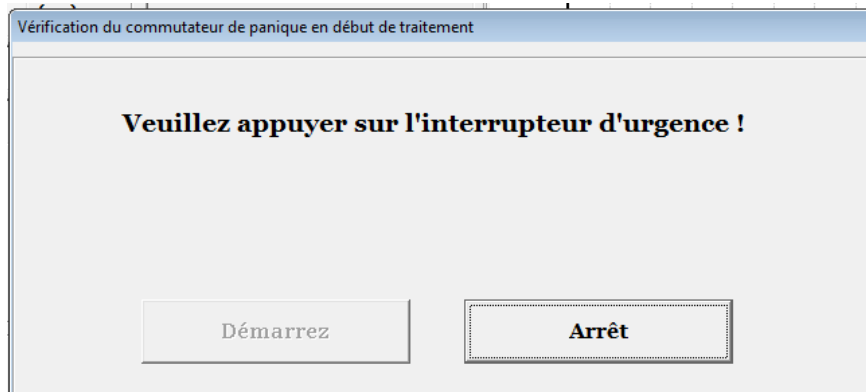 Vérification du commutateur de panique en début de traitement
Veuillez appuyer sur l'interrupteur d'urgence !
Démarrez
Arrêt